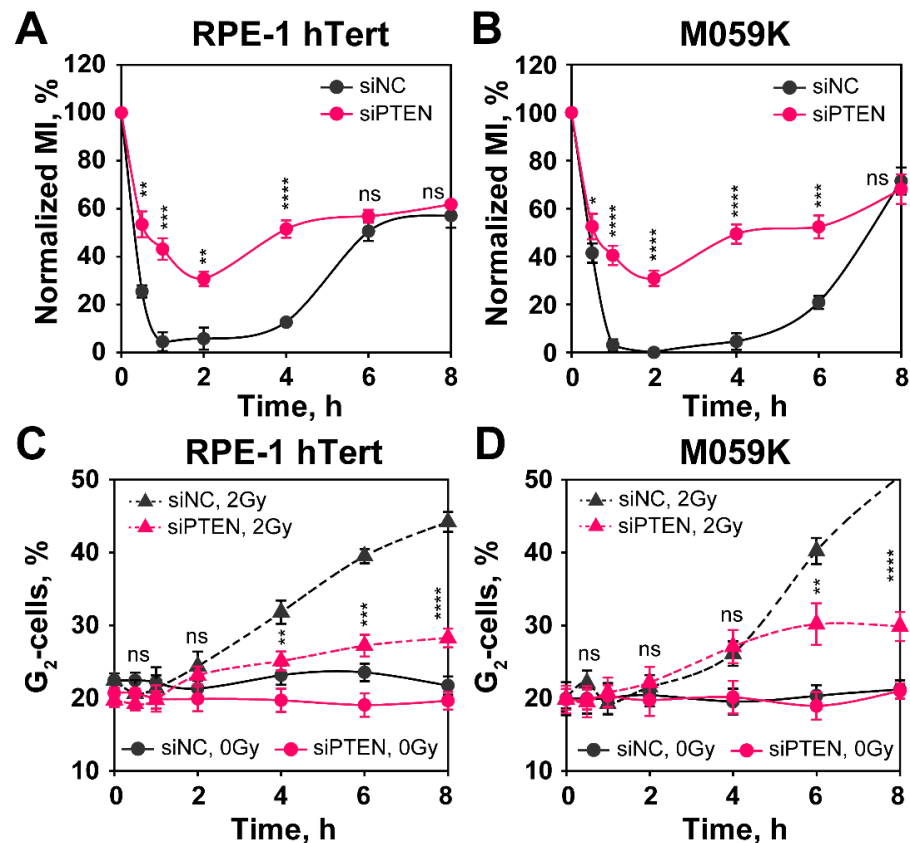 A
RPE-1 hTert
Normalized MI, %
120
100
80
60
40
20
0
siNC
siPTEN
**
***
**
****
ns
ns
0
2
4
6
8
Time, h
B
M059K
Normalized MI, %
120
100
80
60
40
20
0
siNC
siPTEN
*
****
****
****
***
ns
0
2
4
6
8
Time, h
C
RPE-1 hTert
G₂-cells, %
50
40
30
20
10
siNC, 2Gy
siPTEN, 2Gy
ns
ns
**
***
****
siNC, 0Gy
siPTEN, 0Gy
0
2
4
6
8
Time, h
D
M059K
G₂-cells, %
50
40
30
20
10
siNC, 2Gy
siPTEN, 2Gy
ns
ns
ns
**
****
siNC, 0Gy
siPTEN, 0Gy
0
2
4
6
8
Time, h